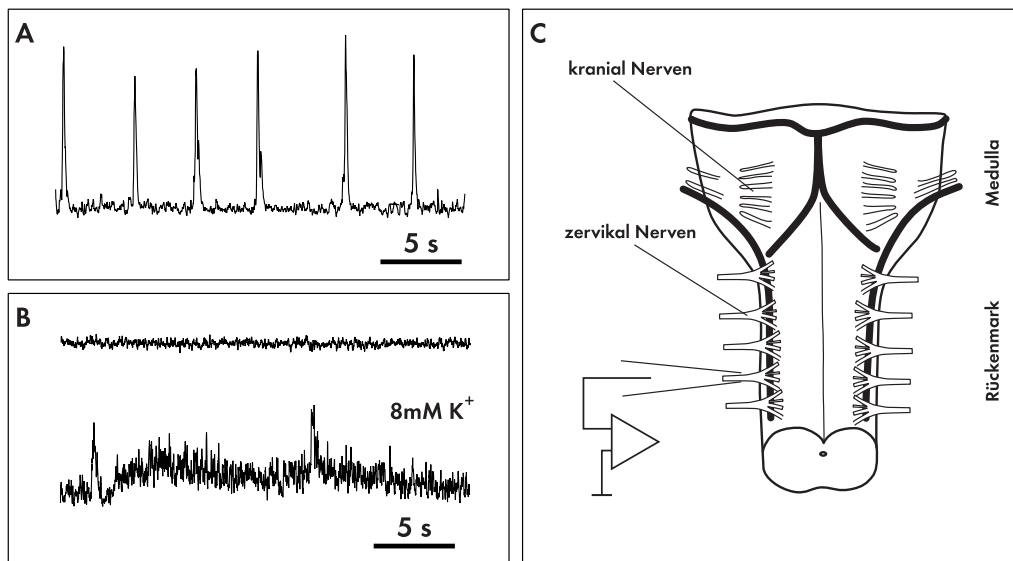 A
5 s
B
8mM K⁺
5 s
C
kranial Nerven
zervikal Nerven
Medulla
Rückenmark